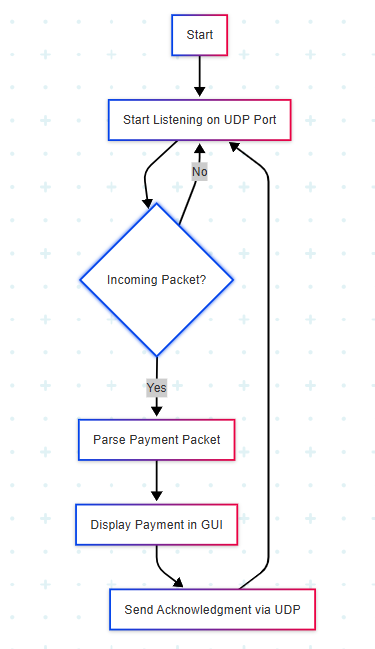 Start
Start Listening on UDP Port
No
Incoming Packet?
Yes
Parse Payment Packet
Display Payment in GUI
Send Acknowledgment via UDP